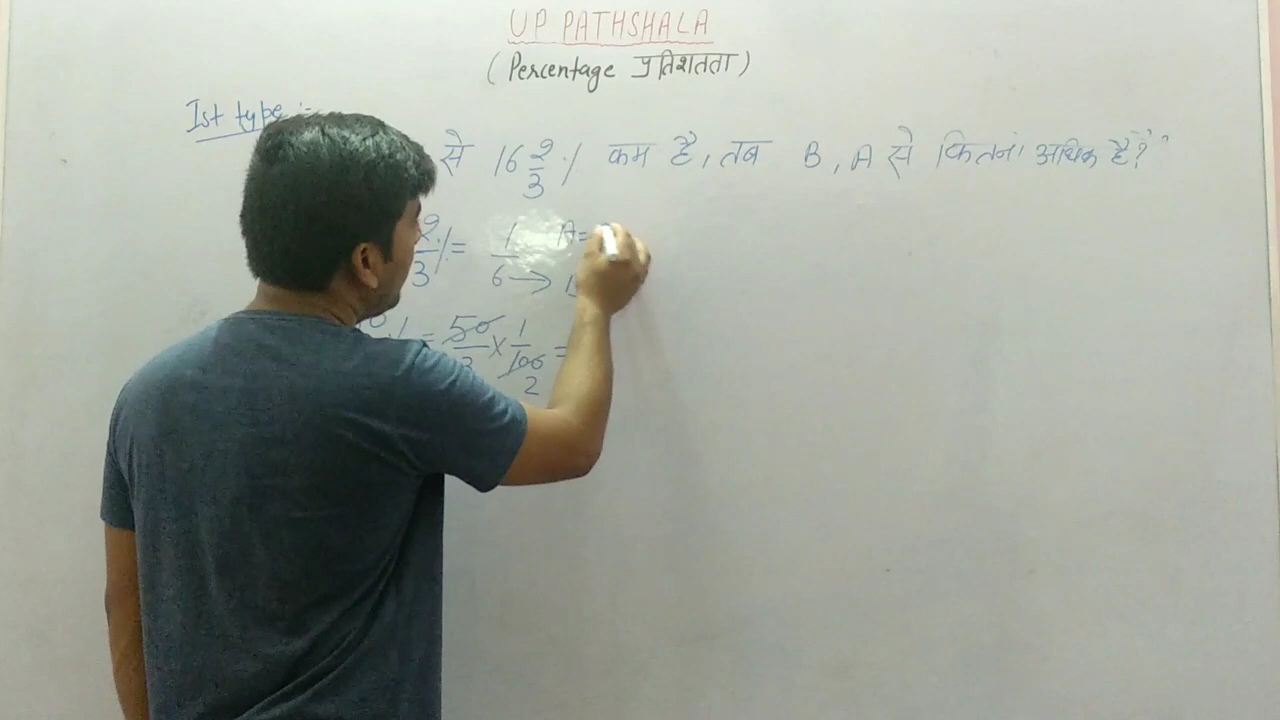 UP PATHSHALA
(Percentage प्रतिशतता)
Ist type :-
से 16 2/3 % कम है, तब B, A से कितना अधिक है?"
2/3 % = 1/6 → A=
% = 50/3 × 1/100 =
2